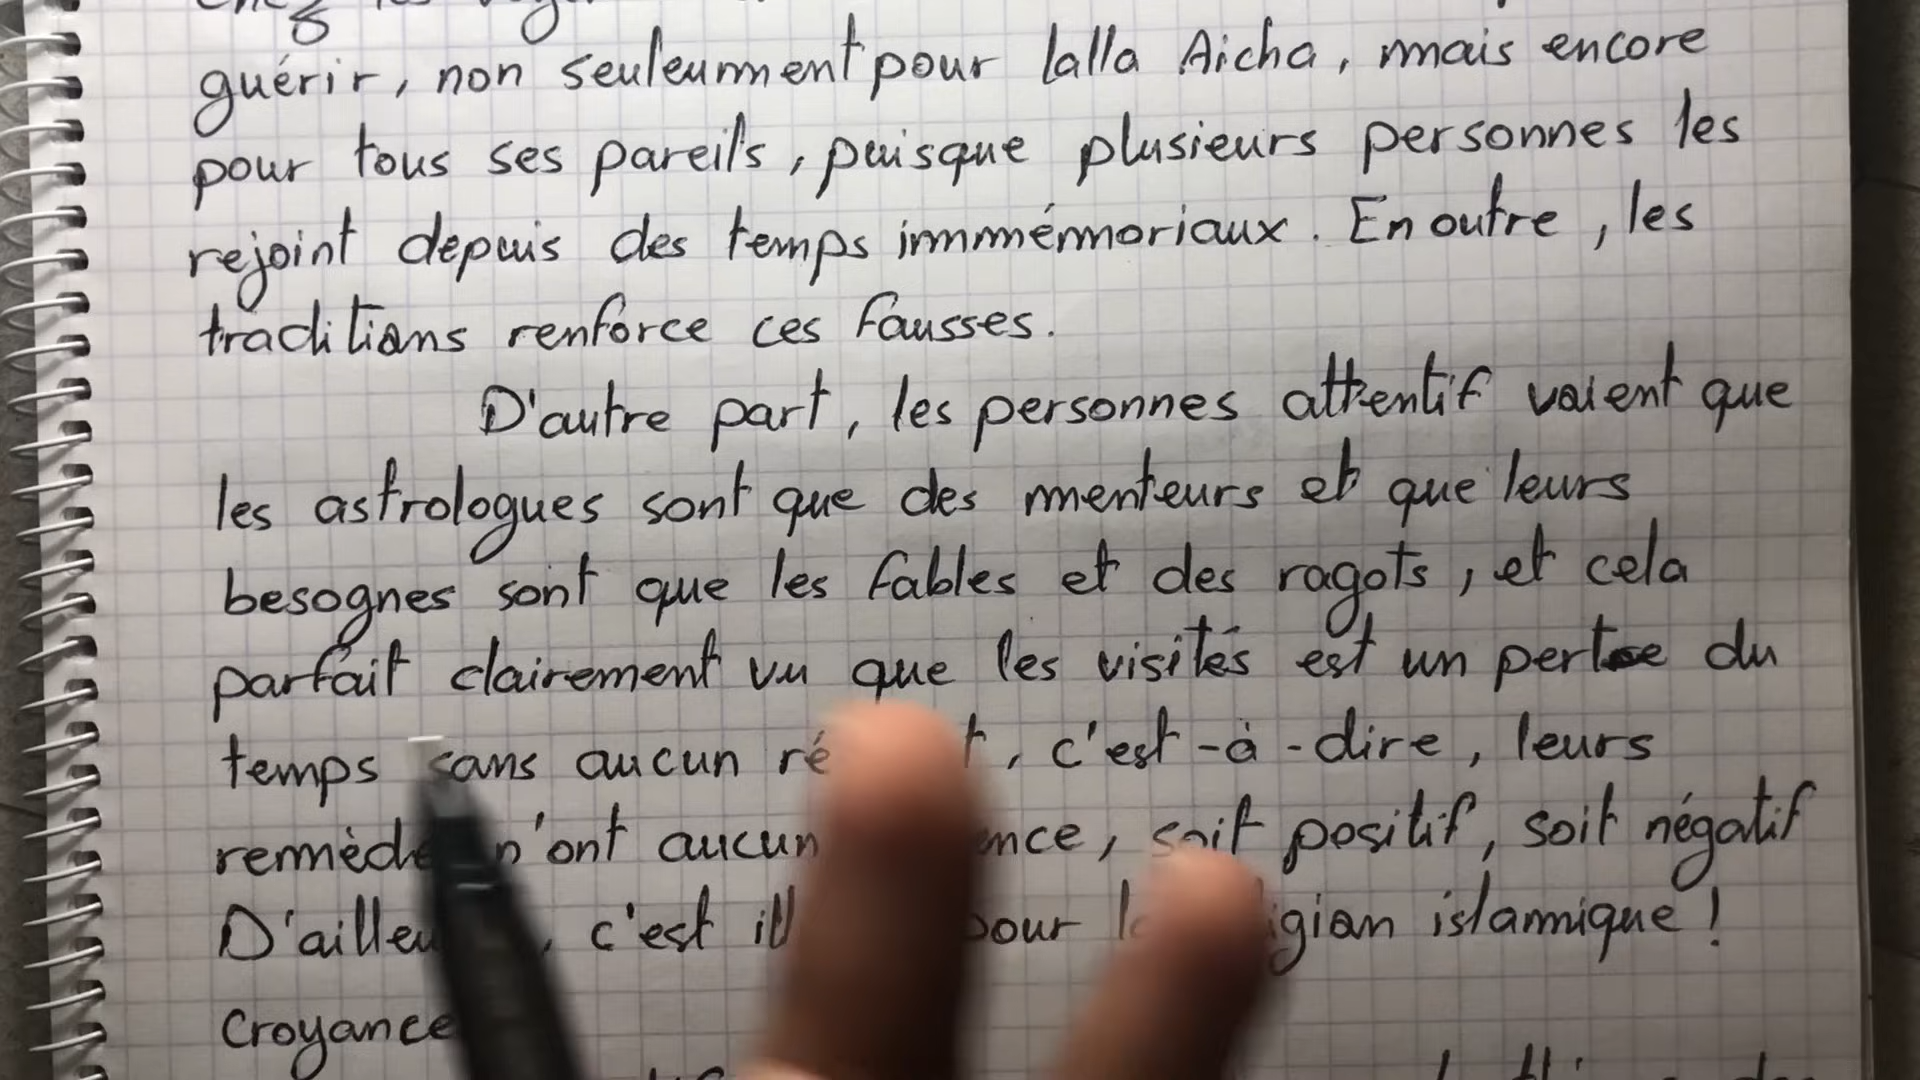 guérir, non seuleument pour lalla Aicha, mais encore
pour tous ses pareils, puisque plusieurs personnes les
rejoint depuis des temps immémoriaux. En outre, les
traditions renforce ces fausses.
D'autre part, les personnes attentif voient que
les astrologues sont que des menteurs et que leurs
besognes sont que les fables et des ragots, et cela
parfait clairement vu que les visites est un perte du
temps sans aucun c'est-à-dire, leurs
n'ont aucun soit positif, soit négatif
c'est pour islamique!
Croyance